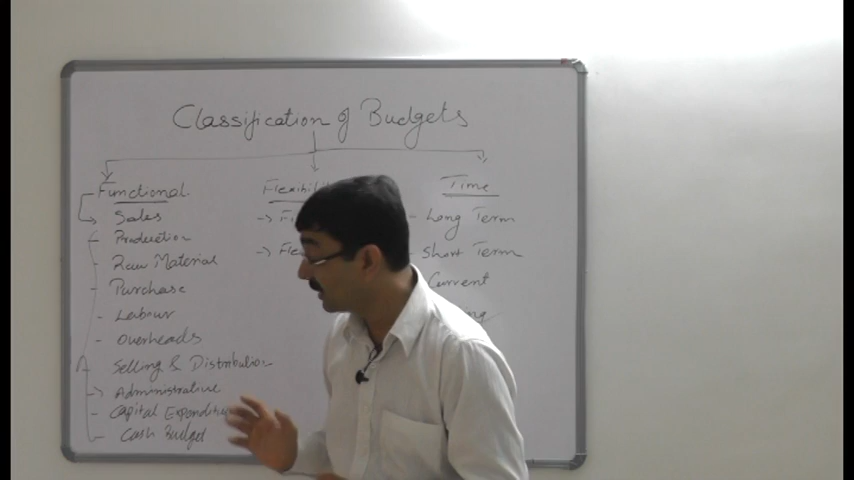 Classification of Budgets
Functional
Sales
Production
Raw Material
Purchase
Labour
Overheads
Selling & Distribution
Administrative
Capital
Cash Budget
Time
Long Term
Short Term
Current